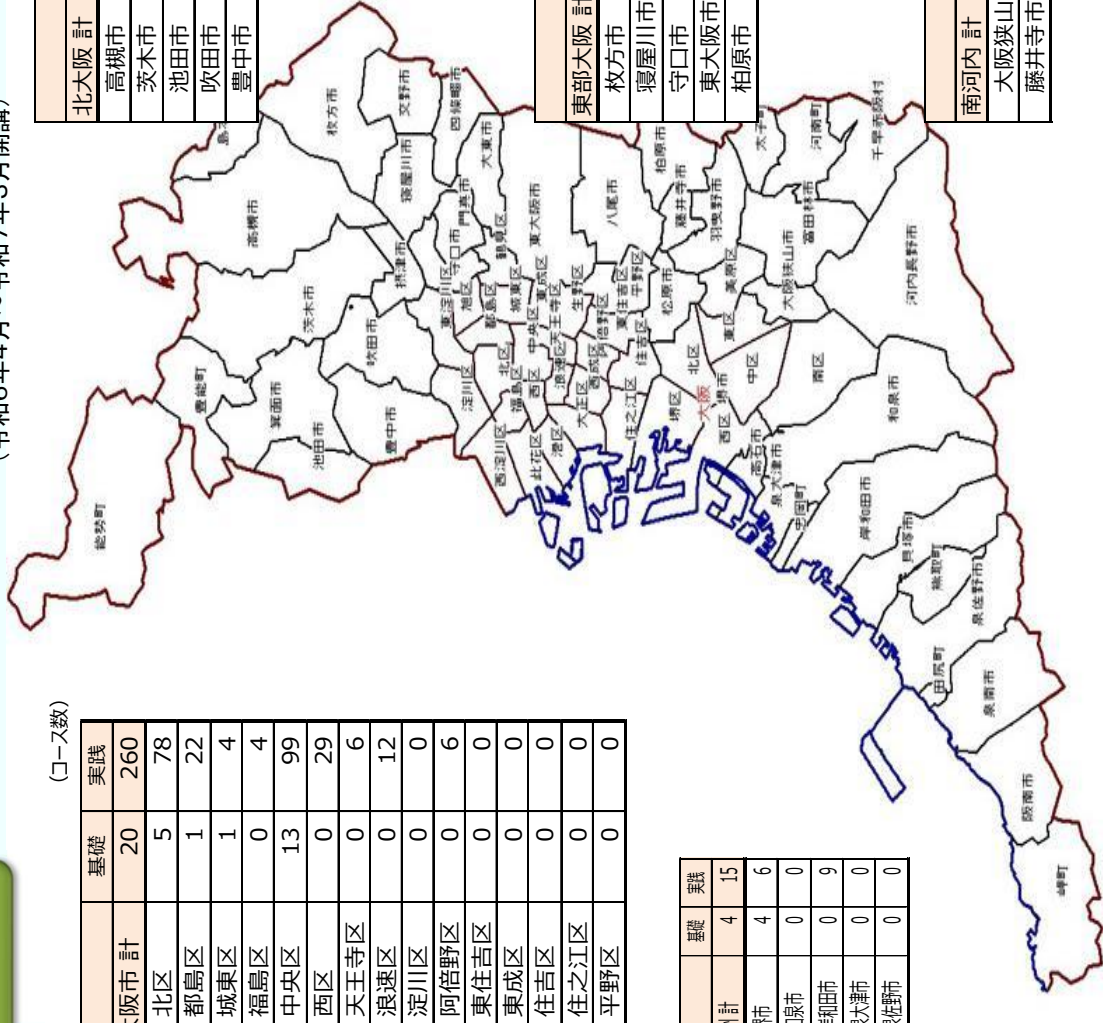 (コース数)
基礎 実践
大阪市 計 20 260
北区 5 78
都島区 1 22
城東区 1 4
福島区 0 4
中央区 13 99
西区 0 29
天王寺区 0 6
浪速区 0 12
淀川区 0 0
阿倍野区 0 6
東住吉区 0 0
東成区 0 0
住吉区 0 0
住之江区 0 0
平野区 0 0
基礎 実践
計 4 15
市 4 6
和泉市 0 0
岸和田市 0 9
泉大津市 0 0
泉佐野市 0 0
北大阪 計
高槻市
茨木市
池田市
吹田市
豊中市
東部大阪 計
枚方市
寝屋川市
守口市
東大阪市
柏原市
南河内 計
大阪狭山
藤井寺市
能勢町
豊能町
箕面市
池田市
茨木市
高槻市
島
枚方市
交野市
四條畷市
寝屋川市
摂津市
吹田市
豊中市
守口市
門真市
大東市
東淀川区
旭区
鶴見区
淀川区
都島区
城東区
東大阪市
西淀川区
北区
福島区
中央区
東成区
此花区
西区
天王寺区
生野区
港区
浪速区
大正区
西成区
阿倍野区
東住吉区
平野区
八尾市
住之江区
住吉区
松原市
藤井寺市
柏原市
羽曳野市
太子町
堺区
北区
大阪
堺市
東区
美原区
西区
中区
南区
大阪狭山市
富田林市
河南町
千早赤阪村
河内長野市
高石市
泉大津市
忠岡町
和泉市
岸和田市
貝塚市
熊取町
泉佐野市
田尻町
泉南市
阪南市
岬町